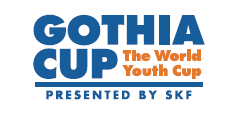 GOTHIA
CUP The World
Youth Cup
PRESENTED BY SKF